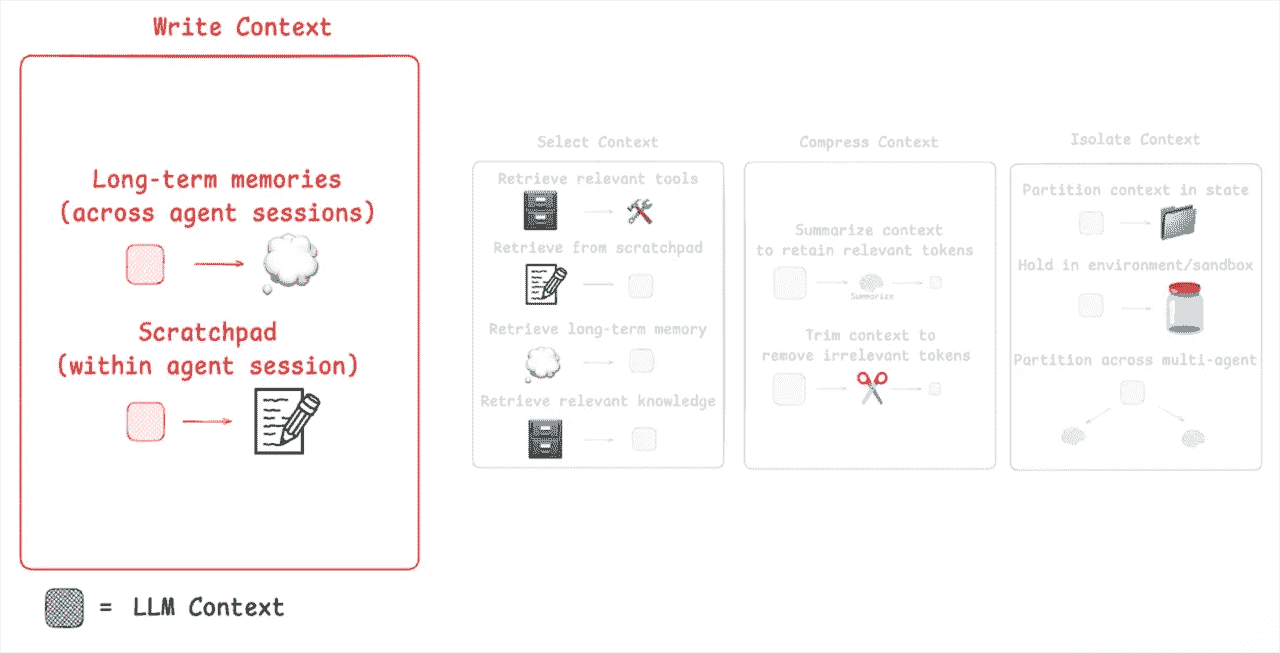 Write Context
Long-term memories
(across agent sessions)
Scratchpad
(within agent session)
Select Context
Retrieve relevant tools
Retrieve from scratchpad
Retrieve long-term memory
Retrieve relevant knowledge
Compress Context
Summarize context
to retain relevant tokens
Summarize
Trim context to
remove irrelevant tokens
Isolate Context
Partition context in state
Hold in environment/sandbox
Partition across multi-agent
= LLM Context